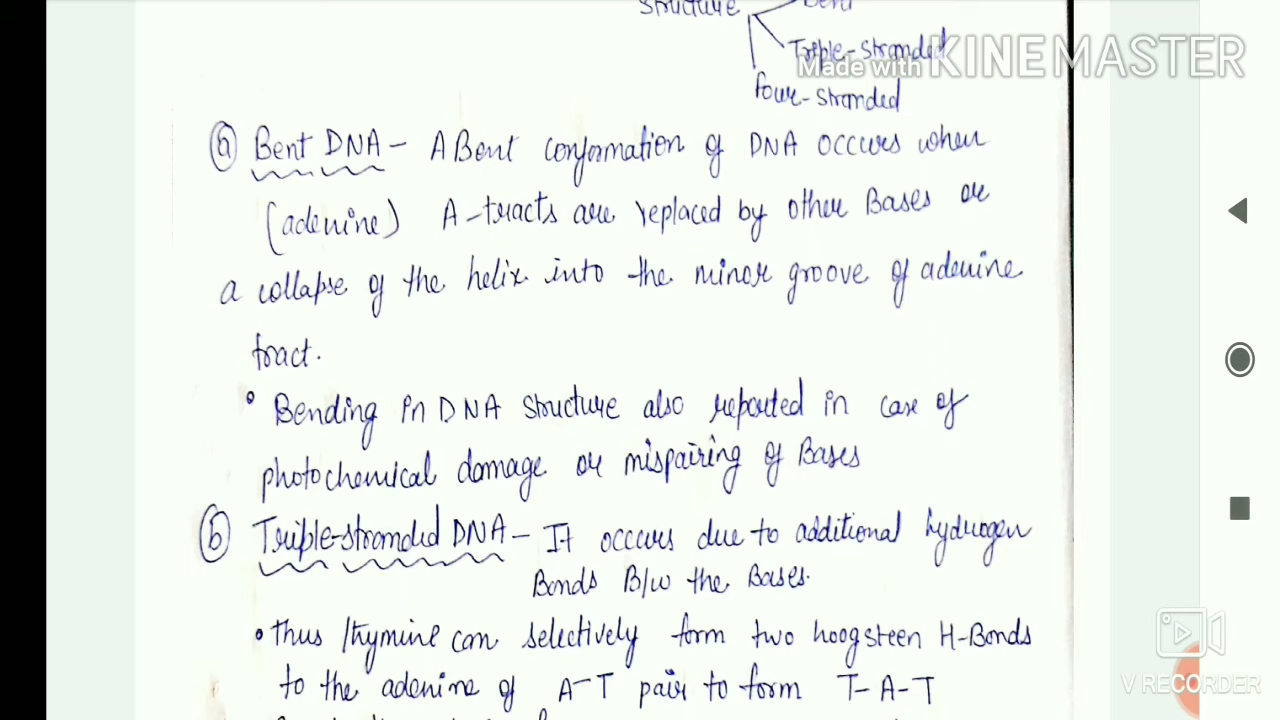 Structure
Bent
Triple-stranded
Made with KINEMASTER
Four-stranded
(a) Bent DNA - A Bent conformation of DNA occurs when
(adenine) A-tracts are replaced by other Bases or
a collapse of the helix into the minor groove of adenine
tract.
• Bending in DNA structure also reported in case of
photochemical damage or mispairing of Bases
(b) Triple-stranded DNA - It occurs due to additional hydrogen
Bonds B/w the Bases.
• Thus thymine can selectively form two hoogsteen H-Bonds
to the adenine of A-T pair to form T-A-T
V RECORDER